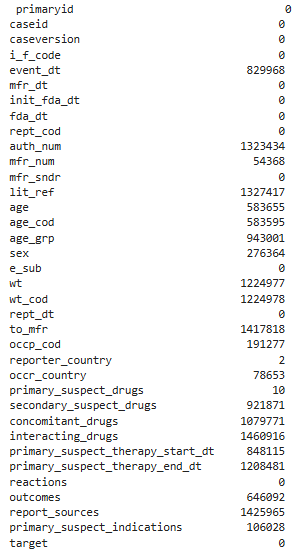 primaryid 0
caseid 0
caseversion 0
i_f_code 0
event_dt 829968
mfr_dt 0
init_fda_dt 0
fda_dt 0
rept_cod 0
auth_num 1323434
mfr_num 54368
mfr_sndr 0
lit_ref 1327417
age 583655
age_cod 583595
age_grp 943001
sex 276364
e_sub 0
wt 1224977
wt_cod 1224978
rept_dt 0
to_mfr 1417818
occp_cod 191277
reporter_country 2
occr_country 78653
primary_suspect_drugs 10
secondary_suspect_drugs 921871
concomitant_drugs 1079771
interacting_drugs 1460916
primary_suspect_therapy_start_dt 848115
primary_suspect_therapy_end_dt 1208481
reactions 0
outcomes 646092
report_sources 1425965
primary_suspect_indications 106028
target 0